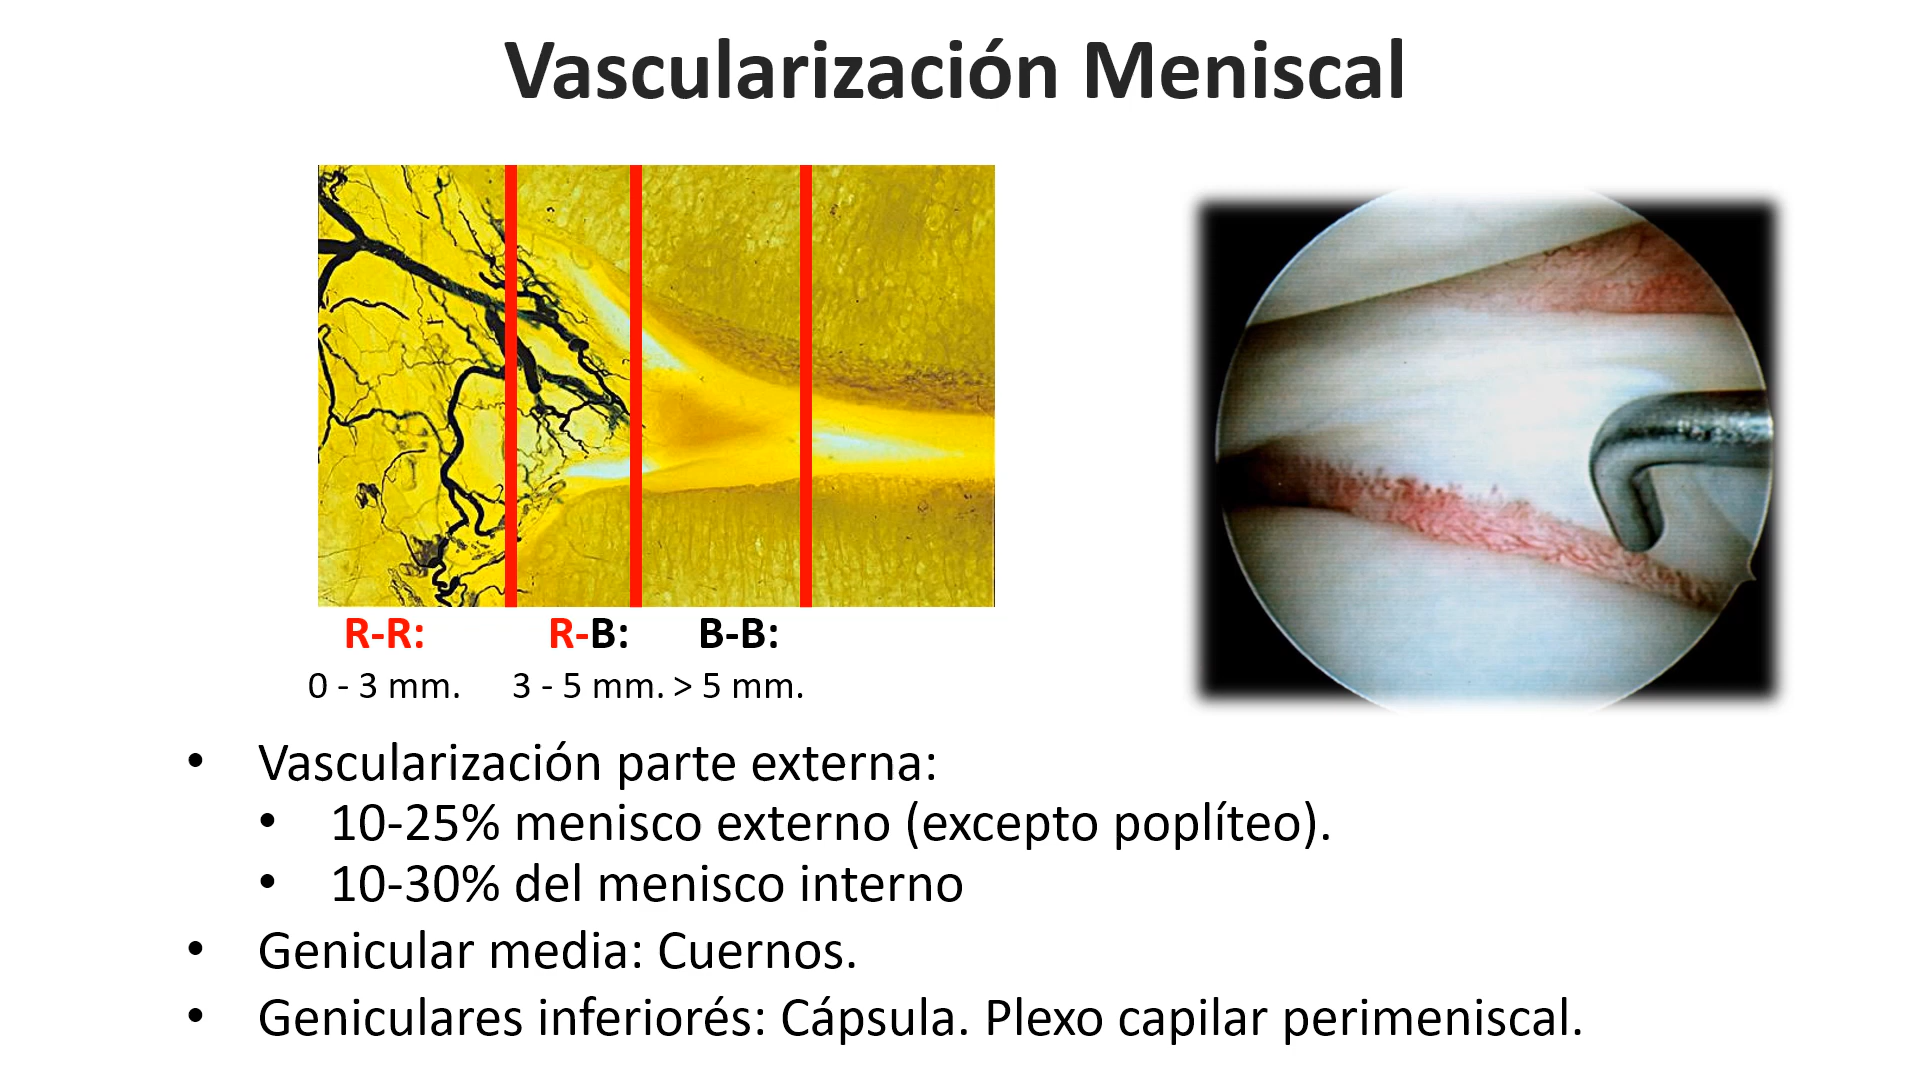 Vascularización Meniscal
R-R: R-B: B-B:
0 - 3 mm. 3 - 5 mm. > 5 mm.
• Vascularización parte externa:
• 10-25% menisco externo (excepto poplíteo).
• 10-30% del menisco interno
• Genicular media: Cuernos.
• Geniculares inferiorés: Cápsula. Plexo capilar perimeniscal.